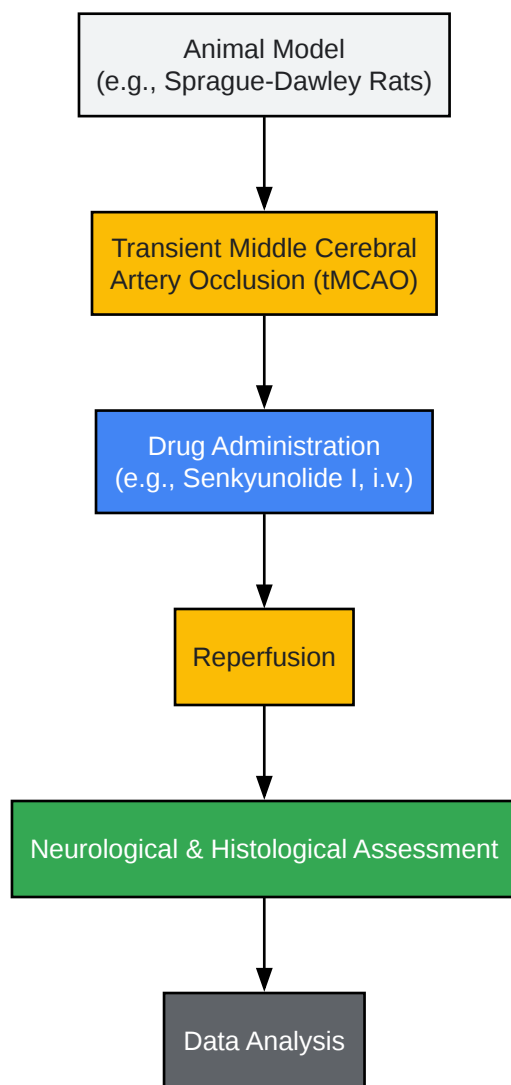 Animal Model
(e.g., Sprague-Dawley Rats)
Transient Middle Cerebral
Artery Occlusion (tMCAO)
Drug Administration
(e.g., Senkyunolide I, i.v.)
Reperfusion
Neurological & Histological Assessment
Data Analysis